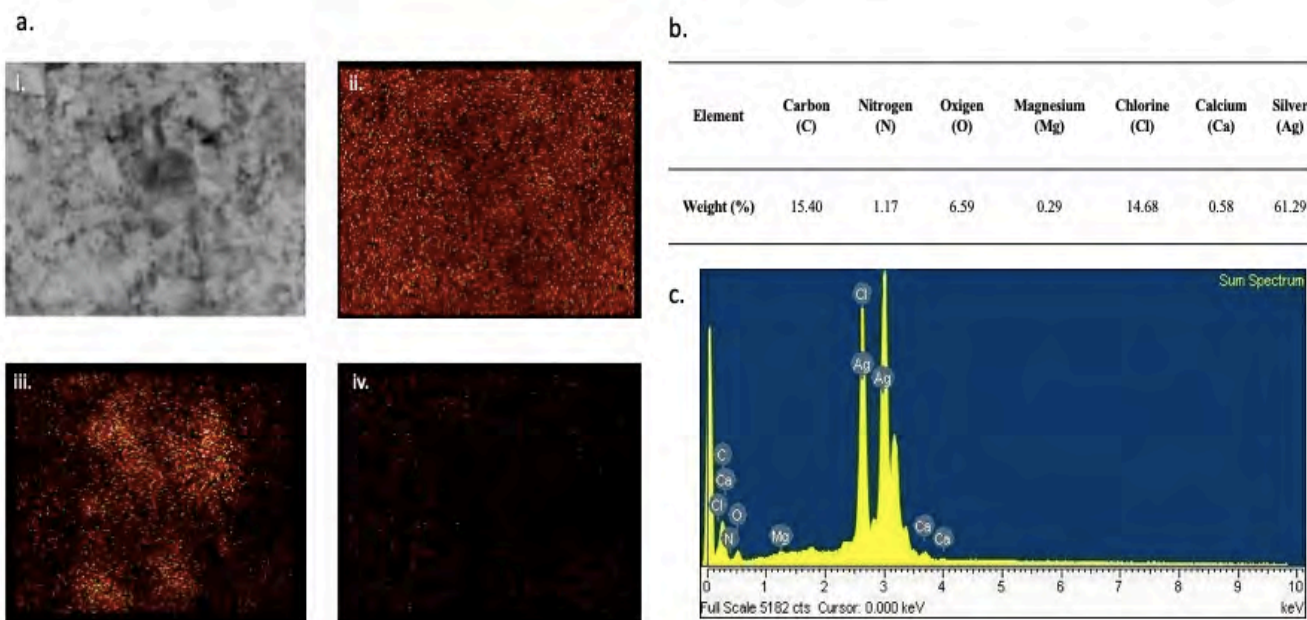 a.
i.
ii.
iii.
iv.
b.
Element Carbon (C) Nitrogen (N) Oxigen (O) Magnesium (Mg) Chlorine (Cl) Calcium (Ca) Silver (Ag)
Weight (%) 15.40 1.17 6.59 0.29 14.68 0.58 61.29
c.
Sum Spectrum
Cl
Ag
Ag
C
Ca
Cl
O
N
Mg
Ca
Ca
0 1 2 3 4 5 6 7 8 9 10
Full Scale 5182 cts Cursor: 0.000 keV keV